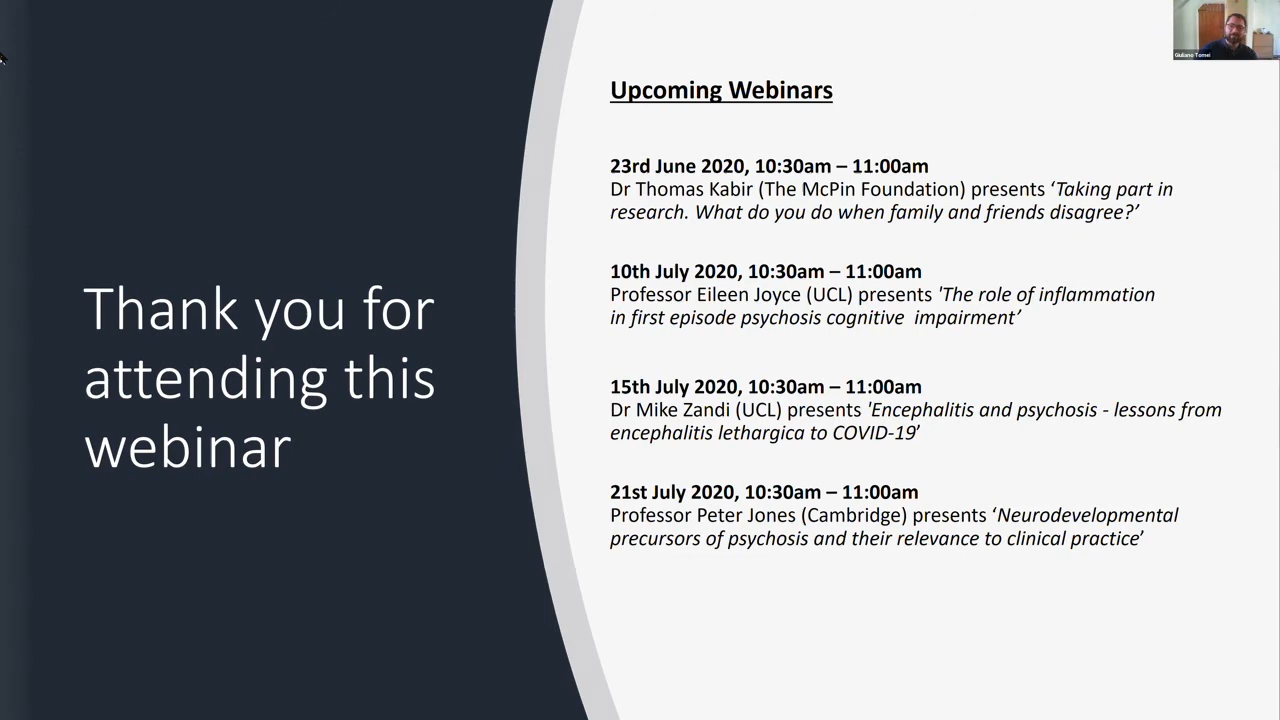 Thank you for
attending this
webinar
Upcoming Webinars
23rd June 2020, 10:30am – 11:00am
Dr Thomas Kabir (The McPin Foundation) presents ‘Taking part in
research. What do you do when family and friends disagree?’
10th July 2020, 10:30am – 11:00am
Professor Eileen Joyce (UCL) presents 'The role of inflammation
in first episode psychosis cognitive  impairment’
15th July 2020, 10:30am – 11:00am
Dr Mike Zandi (UCL) presents 'Encephalitis and psychosis - lessons from
encephalitis lethargica to COVID-19’
21st July 2020, 10:30am – 11:00am
Professor Peter Jones (Cambridge) presents ‘Neurodevelopmental
precursors of psychosis and their relevance to clinical practice’
Giuliano Tomei